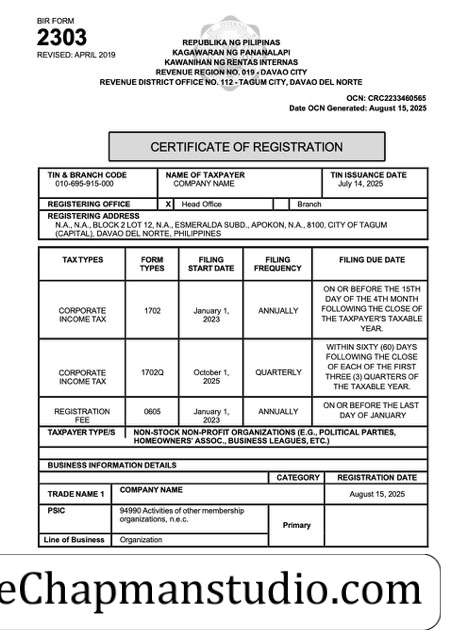 BIR FORM
2303
REVISED: APRIL 2019
REPUBLIKA NG PILIPINAS
KAGAWARAN NG PANANALAPI
KAWANIHAN NG RENTAS INTERNAS
REVENUE REGION NO. 019 - DAVAO CITY
REVENUE DISTRICT OFFICE NO. 112 - TAGUM CITY, DAVAO DEL NORTE
OCN: CRC2233460565
Date OCN Generated: August 15, 2025
CERTIFICATE OF REGISTRATION
TIN & BRANCH CODE
010-695-915-000
NAME OF TAXPAYER
COMPANY NAME
TIN ISSUANCE DATE
July 14, 2025
REGISTERING OFFICE X Head Office Branch
REGISTERING ADDRESS
N.A., N.A., BLOCK 2 LOT 12, N.A., ESMERALDA SUBD., APOKON, N.A., 8100, CITY OF TAGUM
(CAPITAL), DAVAO DEL NORTE, PHILIPPINES
TAX TYPES
FORM
TYPES
FILING
START DATE
FILING
FREQUENCY
FILING DUE DATE
CORPORATE
INCOME TAX
1702
January 1,
2023
ANNUALLY
ON OR BEFORE THE 15TH
DAY OF THE 4TH MONTH
FOLLOWING THE CLOSE OF
THE TAXPAYER'S TAXABLE
YEAR.
CORPORATE
INCOME TAX
1702Q
October 1,
2025
QUARTERLY
WITHIN SIXTY (60) DAYS
FOLLOWING THE CLOSE
OF EACH OF THE FIRST
THREE (3) QUARTERS OF
THE TAXABLE YEAR.
REGISTRATION
FEE
0605
January 1,
2023
ANNUALLY
ON OR BEFORE THE LAST
DAY OF JANUARY
TAXPAYER TYPE/S
NON-STOCK NON-PROFIT ORGANIZATIONS (E.G., POLITICAL PARTIES,
HOMEOWNERS' ASSOC., BUSINESS LEAGUES, ETC.)
BUSINESS INFORMATION DETAILS
CATEGORY
REGISTRATION DATE
TRADE NAME 1
COMPANY NAME
August 15, 2025
PSIC
94990 Activities of other membership
organizations, n.e.c.
Primary
Line of Business
Organization
eChapmanstudio.com